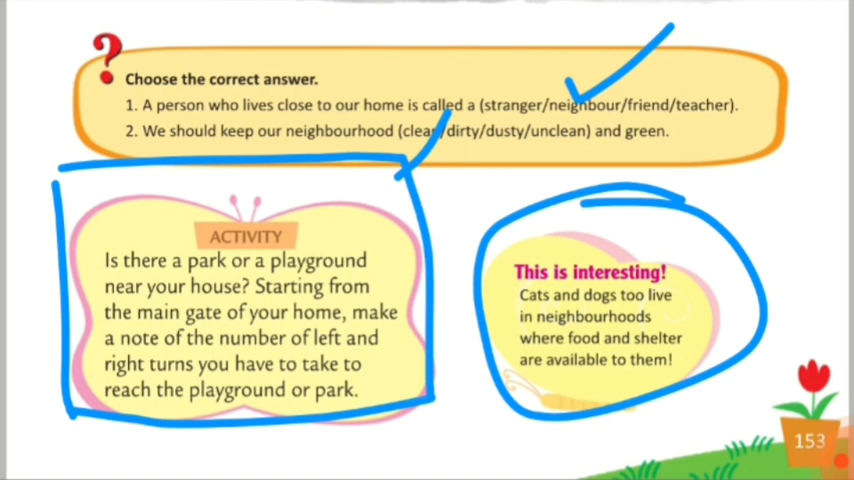 ?
Choose the correct answer.
1. A person who lives close to our home is called a (stranger/neighbour/friend/teacher).
2. We should keep our neighbourhood (clean/dirty/dusty/unclean) and green.
ACTIVITY
Is there a park or a playground
near your house? Starting from
the main gate of your home, make
a note of the number of left and
right turns you have to take to
reach the playground or park.
This is interesting!
Cats and dogs too live
in neighbourhoods
where food and shelter
are available to them!
153